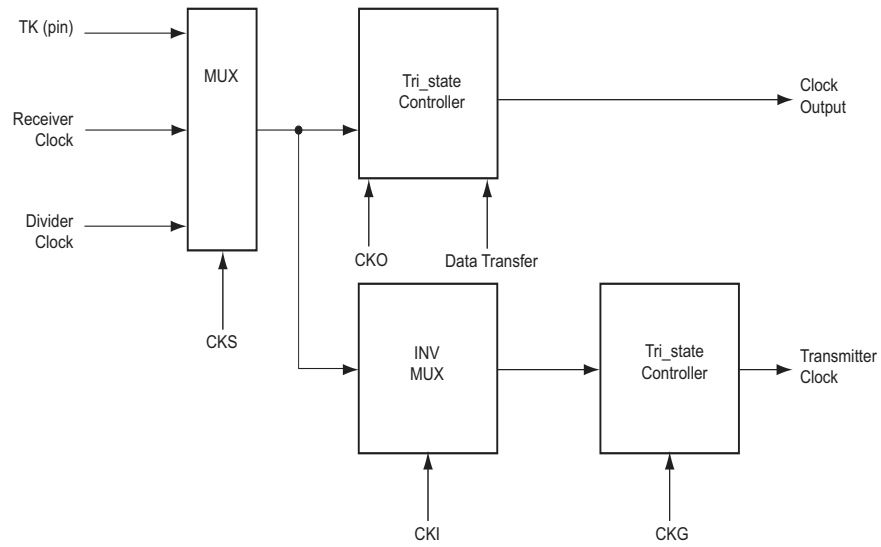 TK (pin)
MUX
Tri_state
Controller
Clock
Output
Receiver
Clock
Divider
Clock
CKO
Data Transfer
CKS
INV
MUX
Tri_state
Controller
Transmitter
Clock
CKI
CKG